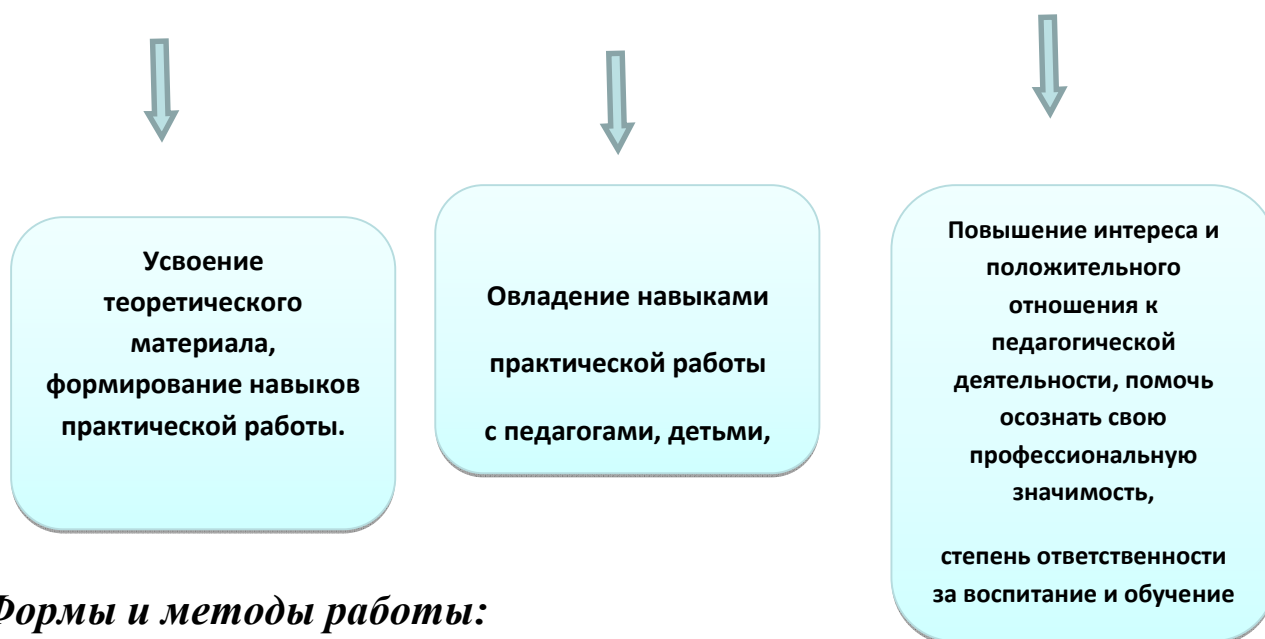 Усвоение
теоретического
материала,
формирование навыков
практической работы.
Овладение навыками
практической работы
с педагогами, детьми,
Повышение интереса и
положительного
отношения к
педагогической
деятельности, помочь
осознать свою
профессиональную
значимость,
степень ответственности
за воспитание и обучение
Формы и методы работы: